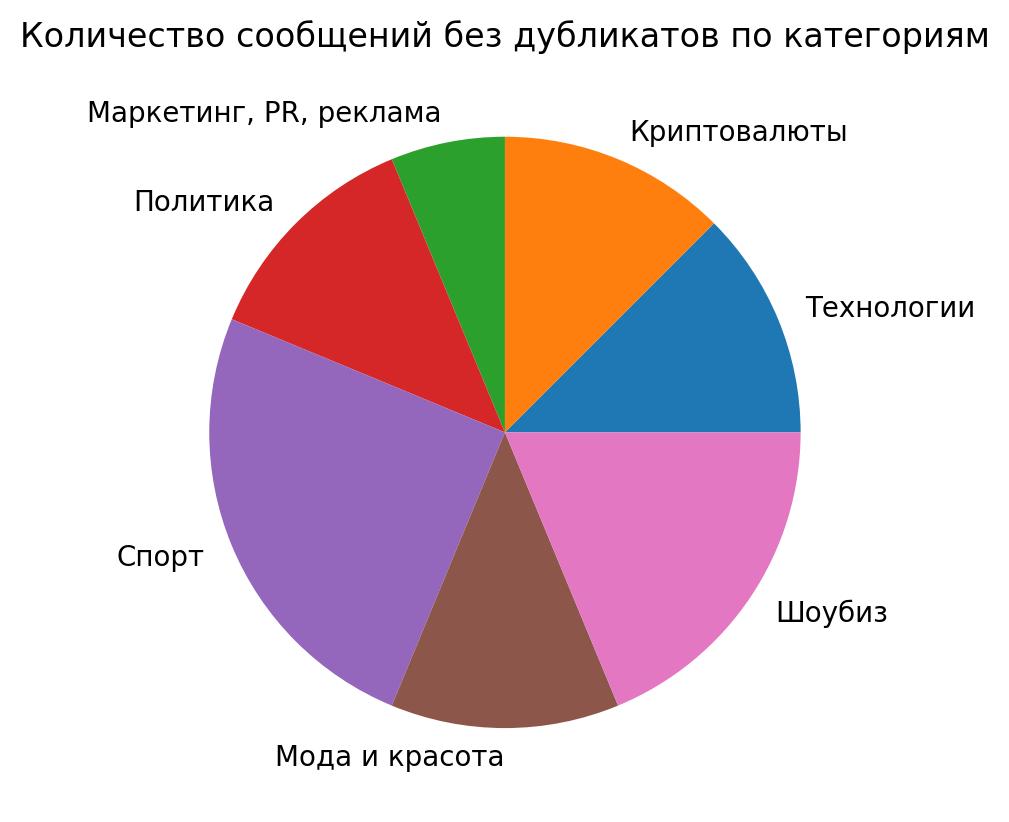 Количество сообщений без дубликатов по категориям
Маркетинг, PR, реклама
Криптовалюты
Политика
Технологии
Спорт
Шоубиз
Мода и красота